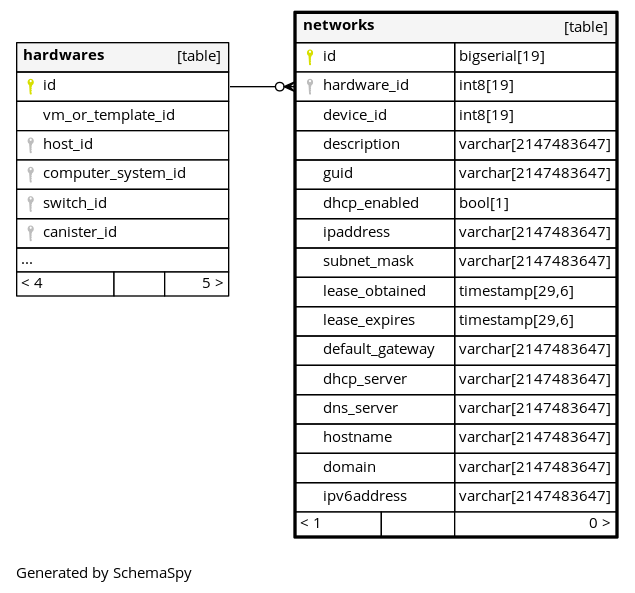 hardwares [table]
id
vm_or_template_id
host_id
computer_system_id
switch_id
canister_id
...
< 4 5 >
networks [table]
id bigserial[19]
hardware_id int8[19]
device_id int8[19]
description varchar[2147483647]
guid varchar[2147483647]
dhcp_enabled bool[1]
ipaddress varchar[2147483647]
subnet_mask varchar[2147483647]
lease_obtained timestamp[29,6]
lease_expires timestamp[29,6]
default_gateway varchar[2147483647]
dhcp_server varchar[2147483647]
dns_server varchar[2147483647]
hostname varchar[2147483647]
domain varchar[2147483647]
ipv6address varchar[2147483647]
< 1 0 >
Generated by SchemaSpy